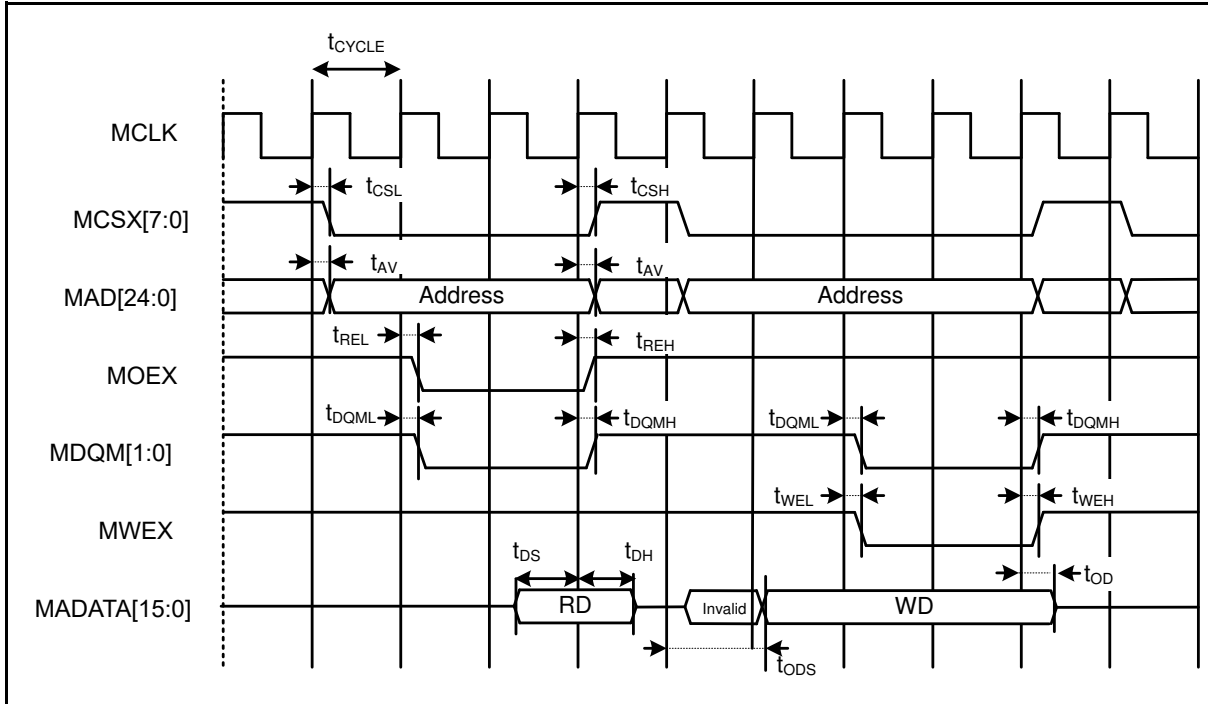 tCYCLE
MCLK
tCSL tCSH
MCSX[7:0]
tAV tAV
MAD[24:0] Address Address
tREL tREH
MOEX
tDQML tDQMH tDQML tDQMH
MDQM[1:0]
tWEL tWEH
MWEX
tDS tDH tOD
MADATA[15:0] RD Invalid WD
tODS